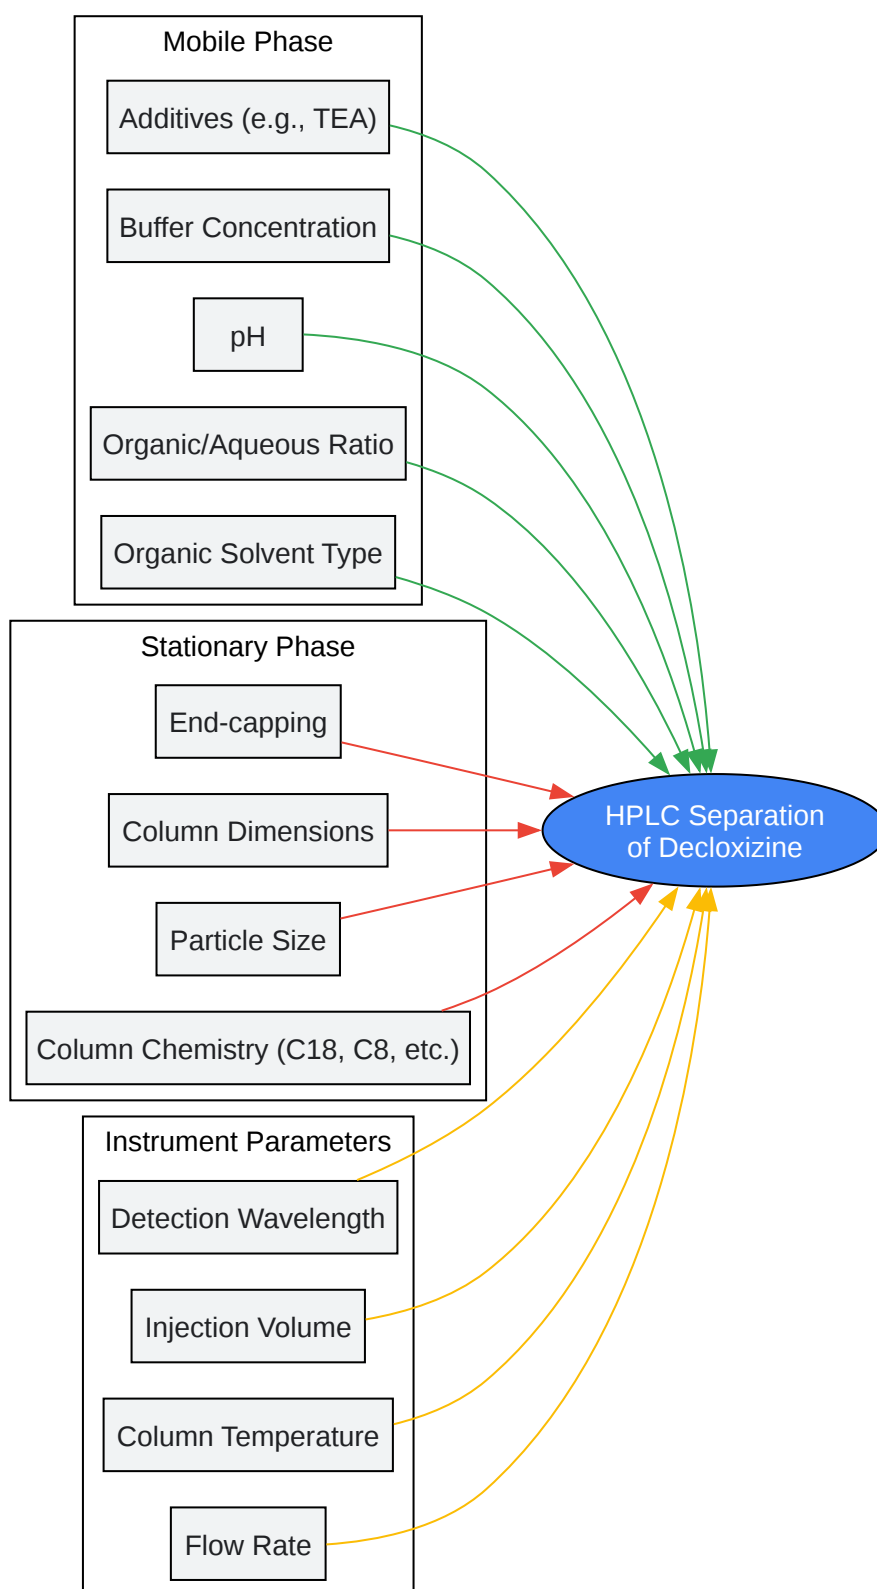 Mobile Phase
Additives (e.g., TEA)
Buffer Concentration
pH
Organic/Aqueous Ratio
Organic Solvent Type
Stationary Phase
End-capping
Column Dimensions
Particle Size
Column Chemistry (C18, C8, etc.)
HPLC Separation
of Decloxizine
Instrument Parameters
Detection Wavelength
Injection Volume
Column Temperature
Flow Rate